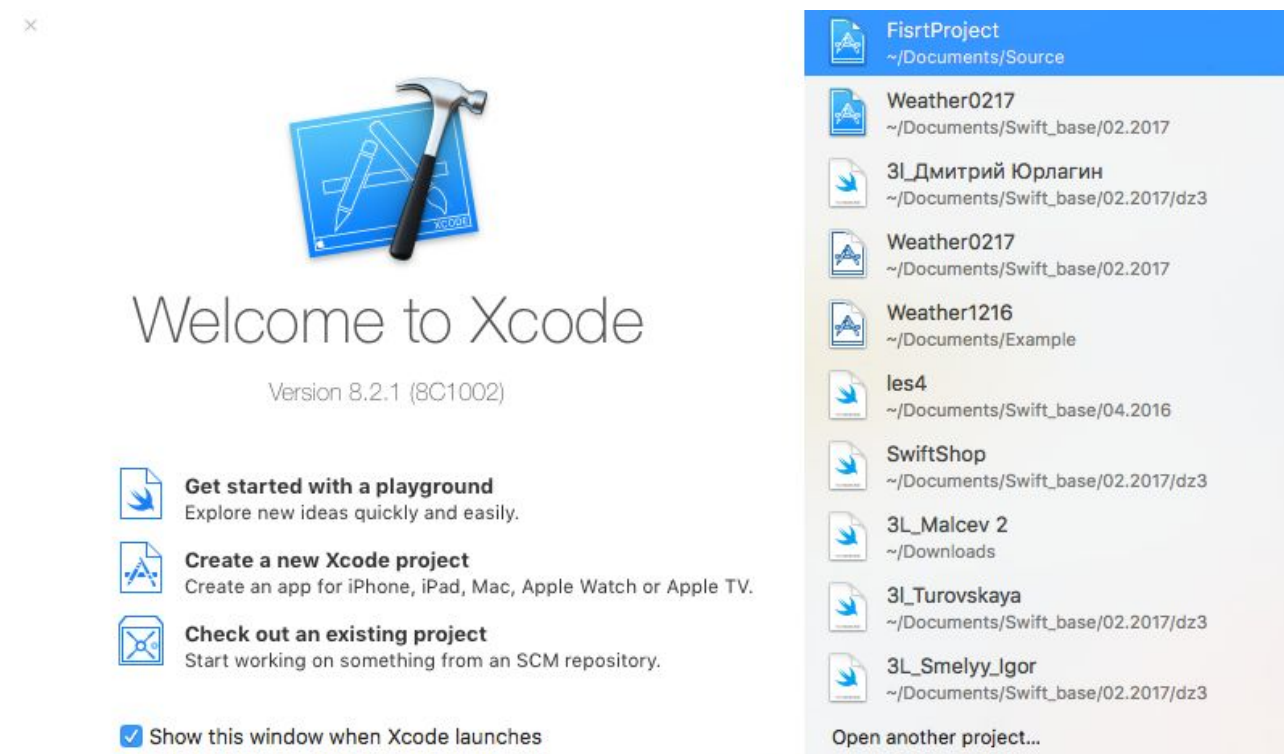 XCODE
Welcome to Xcode
Version 8.2.1 (8C1002)
Get started with a playground
Explore new ideas quickly and easily.
Create a new Xcode project
Create an app for iPhone, iPad, Mac, Apple Watch or Apple TV.
Check out an existing project
Start working on something from an SCM repository.
Show this window when Xcode launches
FisrtProject
~/Documents/Source
Weather0217
~/Documents/Swift_base/02.2017
3l_Дмитрий Юрлагин
~/Documents/Swift_base/02.2017/dz3
Weather0217
~/Documents/Swift_base/02.2017
Weather1216
~/Documents/Example
les4
~/Documents/Swift_base/04.2016
SwiftShop
~/Documents/Swift_base/02.2017/dz3
3L_Malcev 2
~/Downloads
3l_Turovskaya
~/Documents/Swift_base/02.2017/dz3
3L_Smelyy_Igor
~/Documents/Swift_base/02.2017/dz3
Open another project...